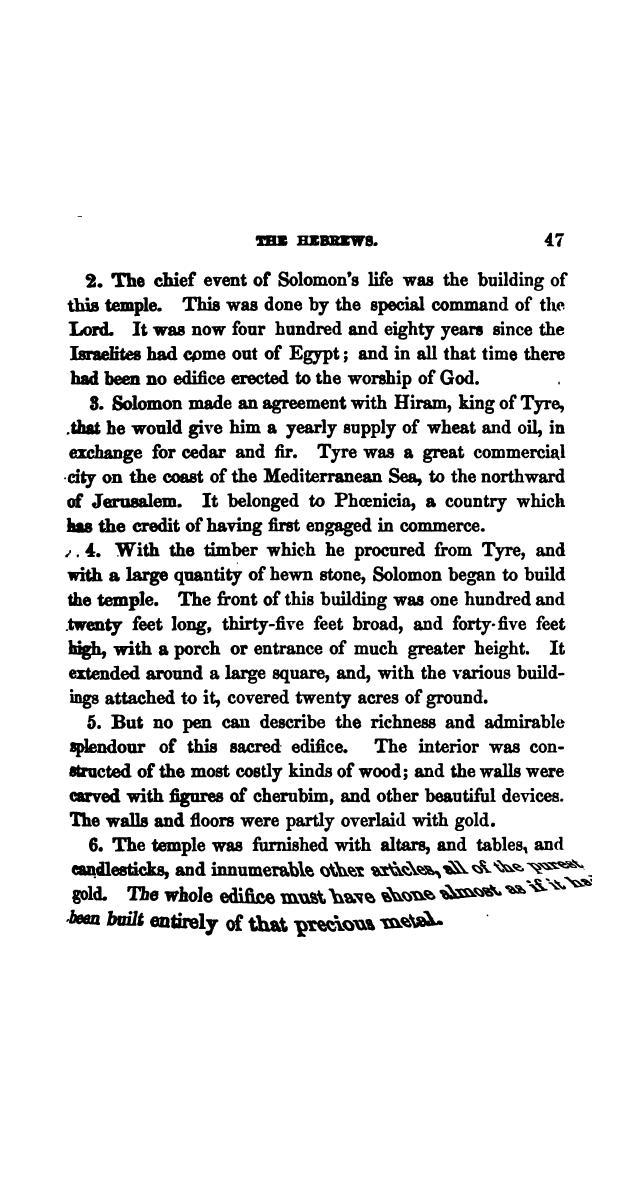 THE HEBREWS. 47
2. The chief event of Solomon's life was the building of
this temple. This was done by the special command of the
Lord. It was now four hundred and eighty years since the
Israelites had come out of Egypt; and in all that time there
had been no edifice erected to the worship of God.
3. Solomon made an agreement with Hiram, king of Tyre,
that he would give him a yearly supply of wheat and oil, in
exchange for cedar and fir. Tyre was a great commercial
city on the coast of the Mediterranean Sea, to the northward
of Jerusalem. It belonged to Phœnicia, a country which
has the credit of having first engaged in commerce.
4. With the timber which he procured from Tyre, and
with a large quantity of hewn stone, Solomon began to build
the temple. The front of this building was one hundred and
twenty feet long, thirty-five feet broad, and forty-five feet
high, with a porch or entrance of much greater height. It
extended around a large square, and, with the various build-
ings attached to it, covered twenty acres of ground.
5. But no pen can describe the richness and admirable
splendour of this sacred edifice. The interior was con-
structed of the most costly kinds of wood; and the walls were
carved with figures of cherubim, and other beautiful devices.
The walls and floors were partly overlaid with gold.
6. The temple was furnished with altars, and tables, and
candlesticks, and innumerable other articles, all of the purest
gold. The whole edifice must have shone almost as if it ha
been built entirely of that precious metal.